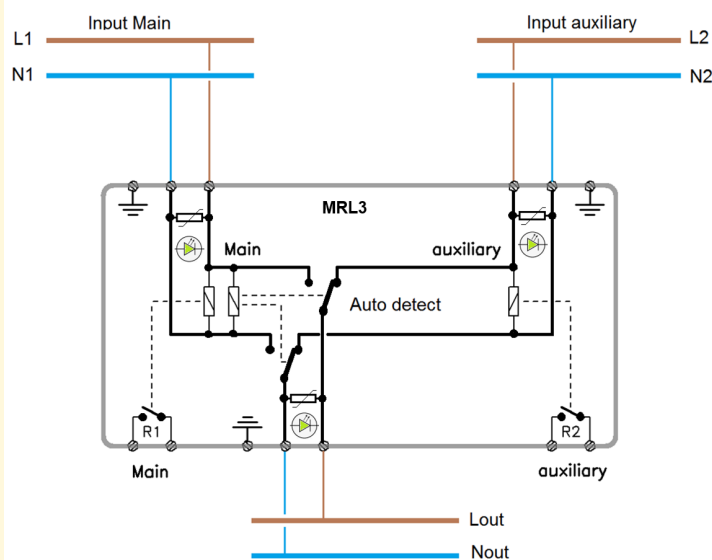 Input Main
Input auxiliary
L1
L2
N1
N2
MRL3
Main
auxiliary
Auto detect
R1
R2
Main
auxiliary
Lout
Nout